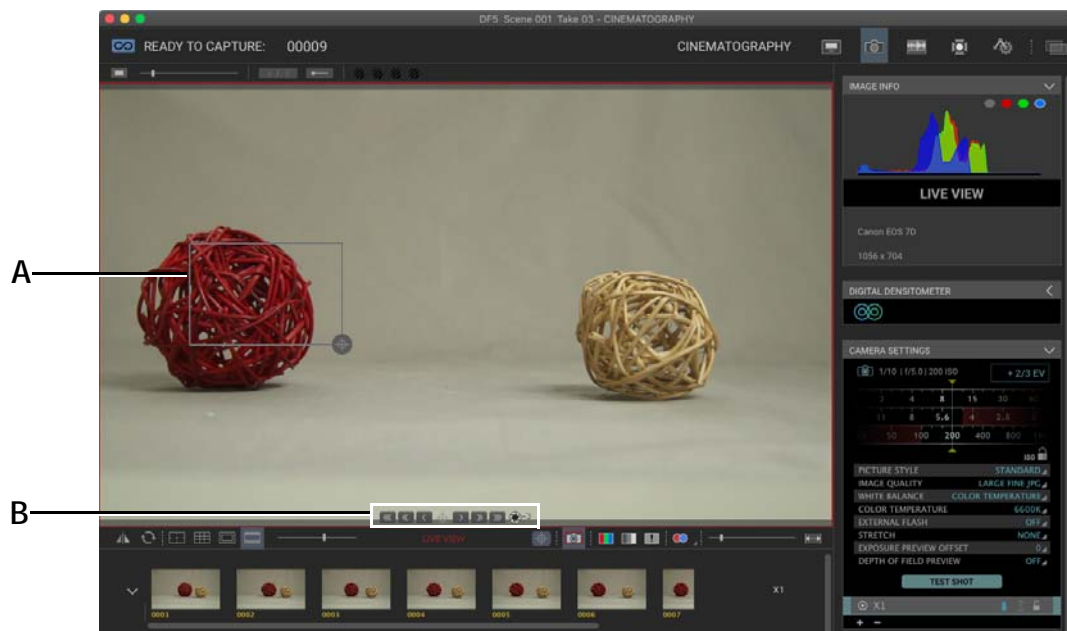 DF5 Scene 001 Take 03 - CINEMATOGRAPHY
READY TO CAPTURE: 00009
CINEMATOGRAPHY
IMAGE INFO
LIVE VIEW
Canon EOS 7D
1056 x 704
DIGITAL DENSITOMETER
CAMERA SETTINGS
1/10 | f/5.0 | 200 ISO
+ 2/3 EV
2 4 8 15 30 60
11 8 5.6 4 2.8
50 100 200 400 800
ISO
PICTURE STYLE STANDARD
IMAGE QUALITY LARGE FINE JPG
WHITE BALANCE COLOR TEMPERATURE
COLOR TEMPERATURE 6600K
EXTERNAL FLASH OFF
STRETCH NONE
EXPOSURE PREVIEW OFFSET 0
DEPTH OF FIELD PREVIEW OFF
TEST SHOT
X1
A
B
LIVE VIEW
0001 0002 0003 0004 0005 0006 0007
X1